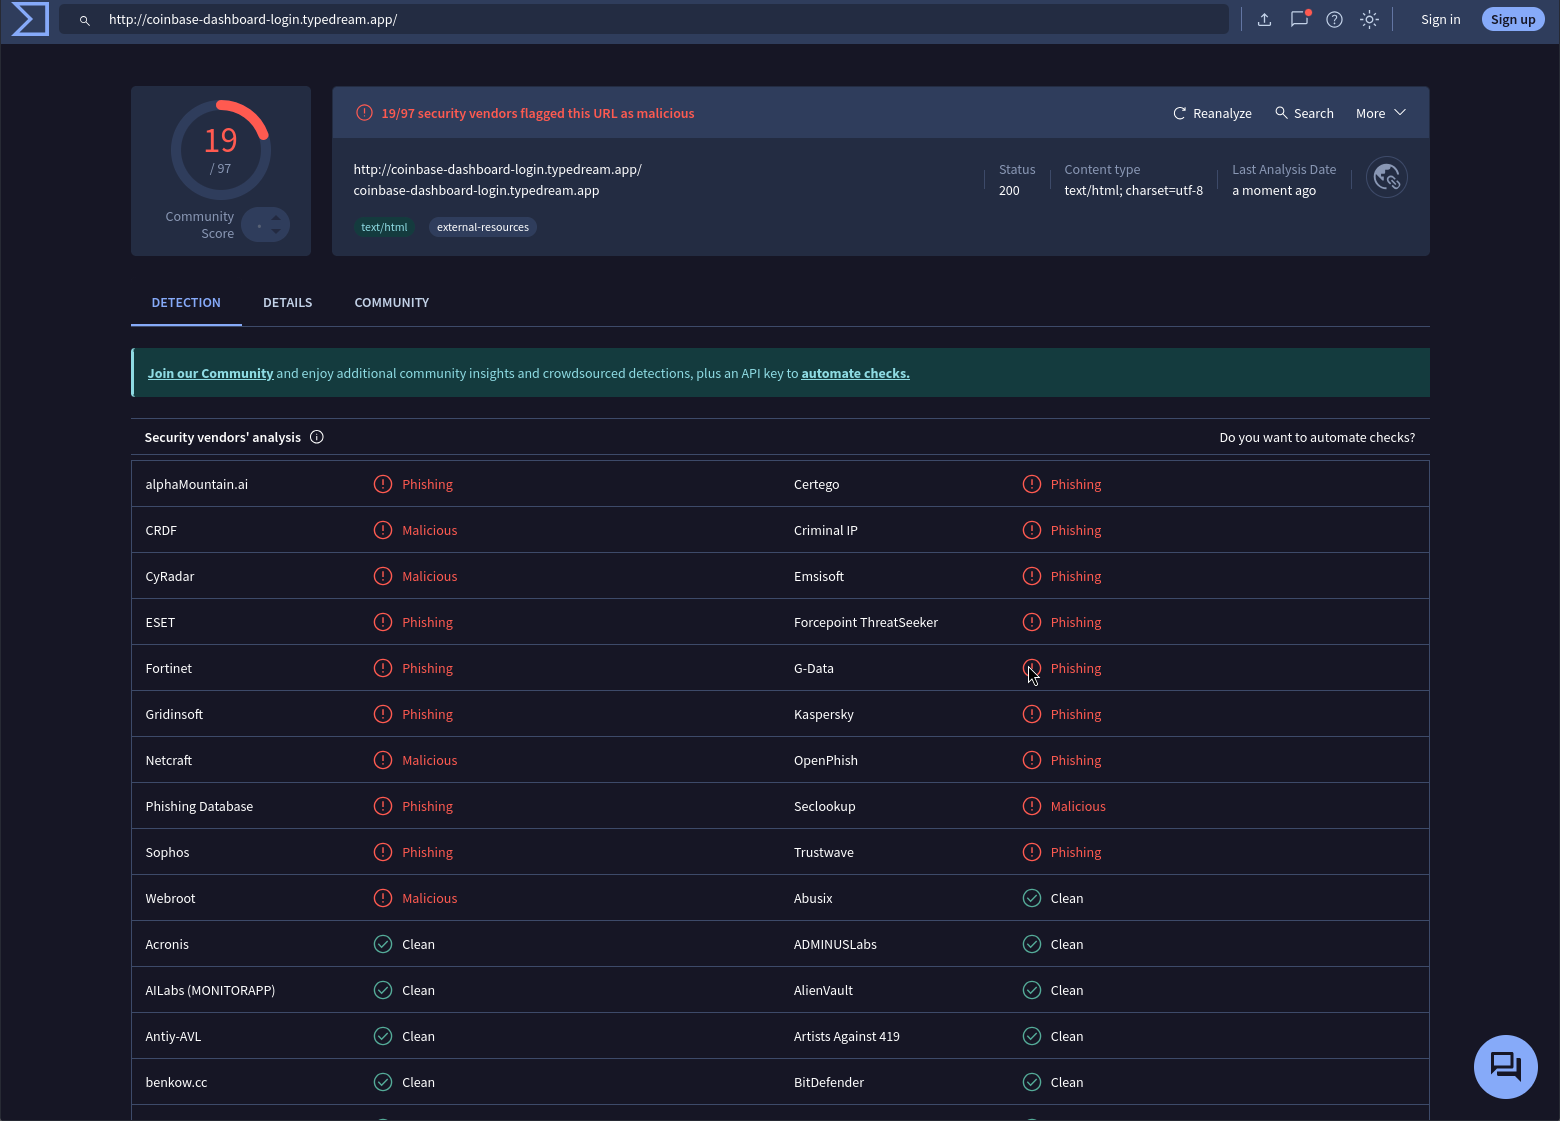 http://coinbase-dashboard-login.typedream.app/
Sign in
Sign up
19
/ 97
Community
Score
19/97 security vendors flagged this URL as malicious
Reanalyze
Search
More
http://coinbase-dashboard-login.typedream.app/
coinbase-dashboard-login.typedream.app
Status
200
Content type
text/html; charset=utf-8
Last Analysis Date
a moment ago
text/html
external-resources
DETECTION
DETAILS
COMMUNITY
Join our Community and enjoy additional community insights and crowdsourced detections, plus an API key to automate checks.
Security vendors' analysis
Do you want to automate checks?
alphaMountain.ai Phishing Certego Phishing
CRDF Malicious Criminal IP Phishing
CyRadar Malicious Emsisoft Phishing
ESET Phishing Forcepoint ThreatSeeker Phishing
Fortinet Phishing G-Data Phishing
Gridinsoft Phishing Kaspersky Phishing
Netcraft Malicious OpenPhish Phishing
Phishing Database Phishing Seclookup Malicious
Sophos Phishing Trustwave Phishing
Webroot Malicious Abusix Clean
Acronis Clean ADMINUSLabs Clean
AILabs (MONITORAPP) Clean AlienVault Clean
Antiy-AVL Clean Artists Against 419 Clean
benkow.cc Clean BitDefender Clean